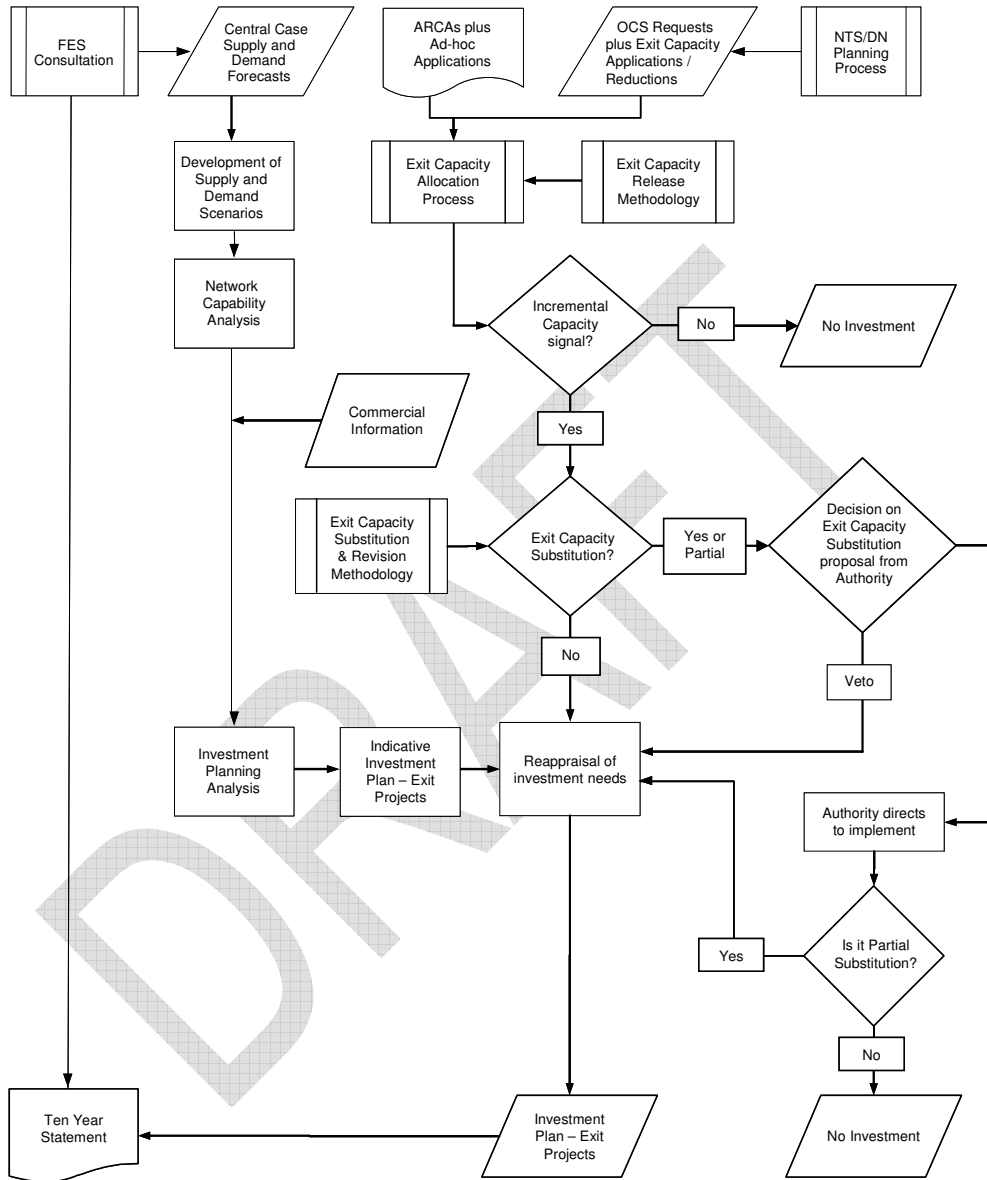 FES
Consultation
Central Case
Supply and
Demand
Forecasts
ARCAs plus
Ad-hoc
Applications
OCS Requests
plus Exit Capacity
Applications /
Reductions
NTS/DN
Planning
Process
Development of
Supply and
Demand
Scenarios
Exit Capacity
Allocation
Process
Exit Capacity
Release
Methodology
Network
Capability
Analysis
Incremental
Capacity
signal?
No
No Investment
Commercial
Information
Yes
Exit Capacity
Substitution
& Revision
Methodology
Exit Capacity
Substitution?
Yes or
Partial
Decision on
Exit Capacity
Substitution
proposal from
Authority
No
Veto
Investment
Planning
Analysis
Indicative
Investment
Plan – Exit
Projects
Reappraisal of
investment needs
Authority directs
to implement
Yes
Is it Partial
Substitution?
No
Ten Year
Statement
Investment
Plan – Exit
Projects
No Investment
DRAFT